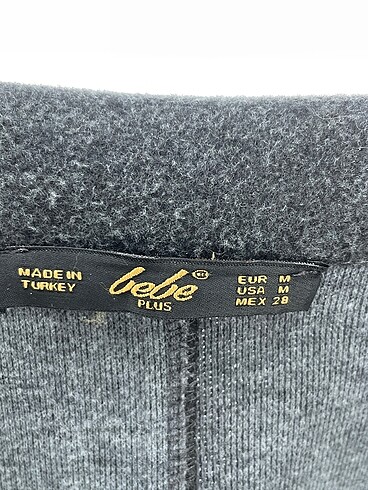 MADE IN
TURKEY
bebe
PLUS
EUR M
USA M
MEX 28